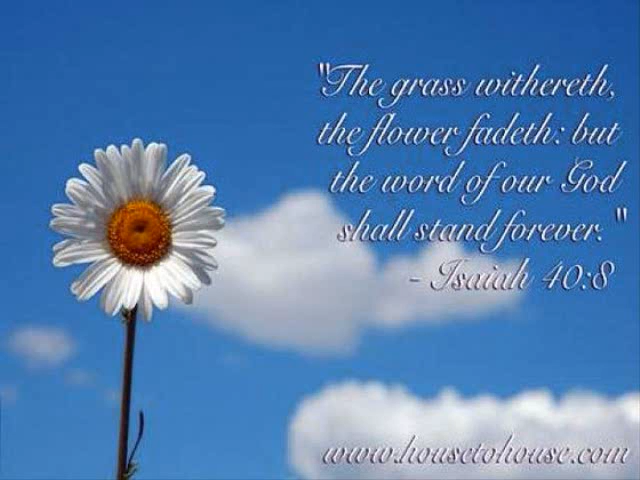 "The grass withereth,
the flower fadeth: but
the word of our God
shall stand forever."
- Isaiah 40:8
www.housetohouse.com